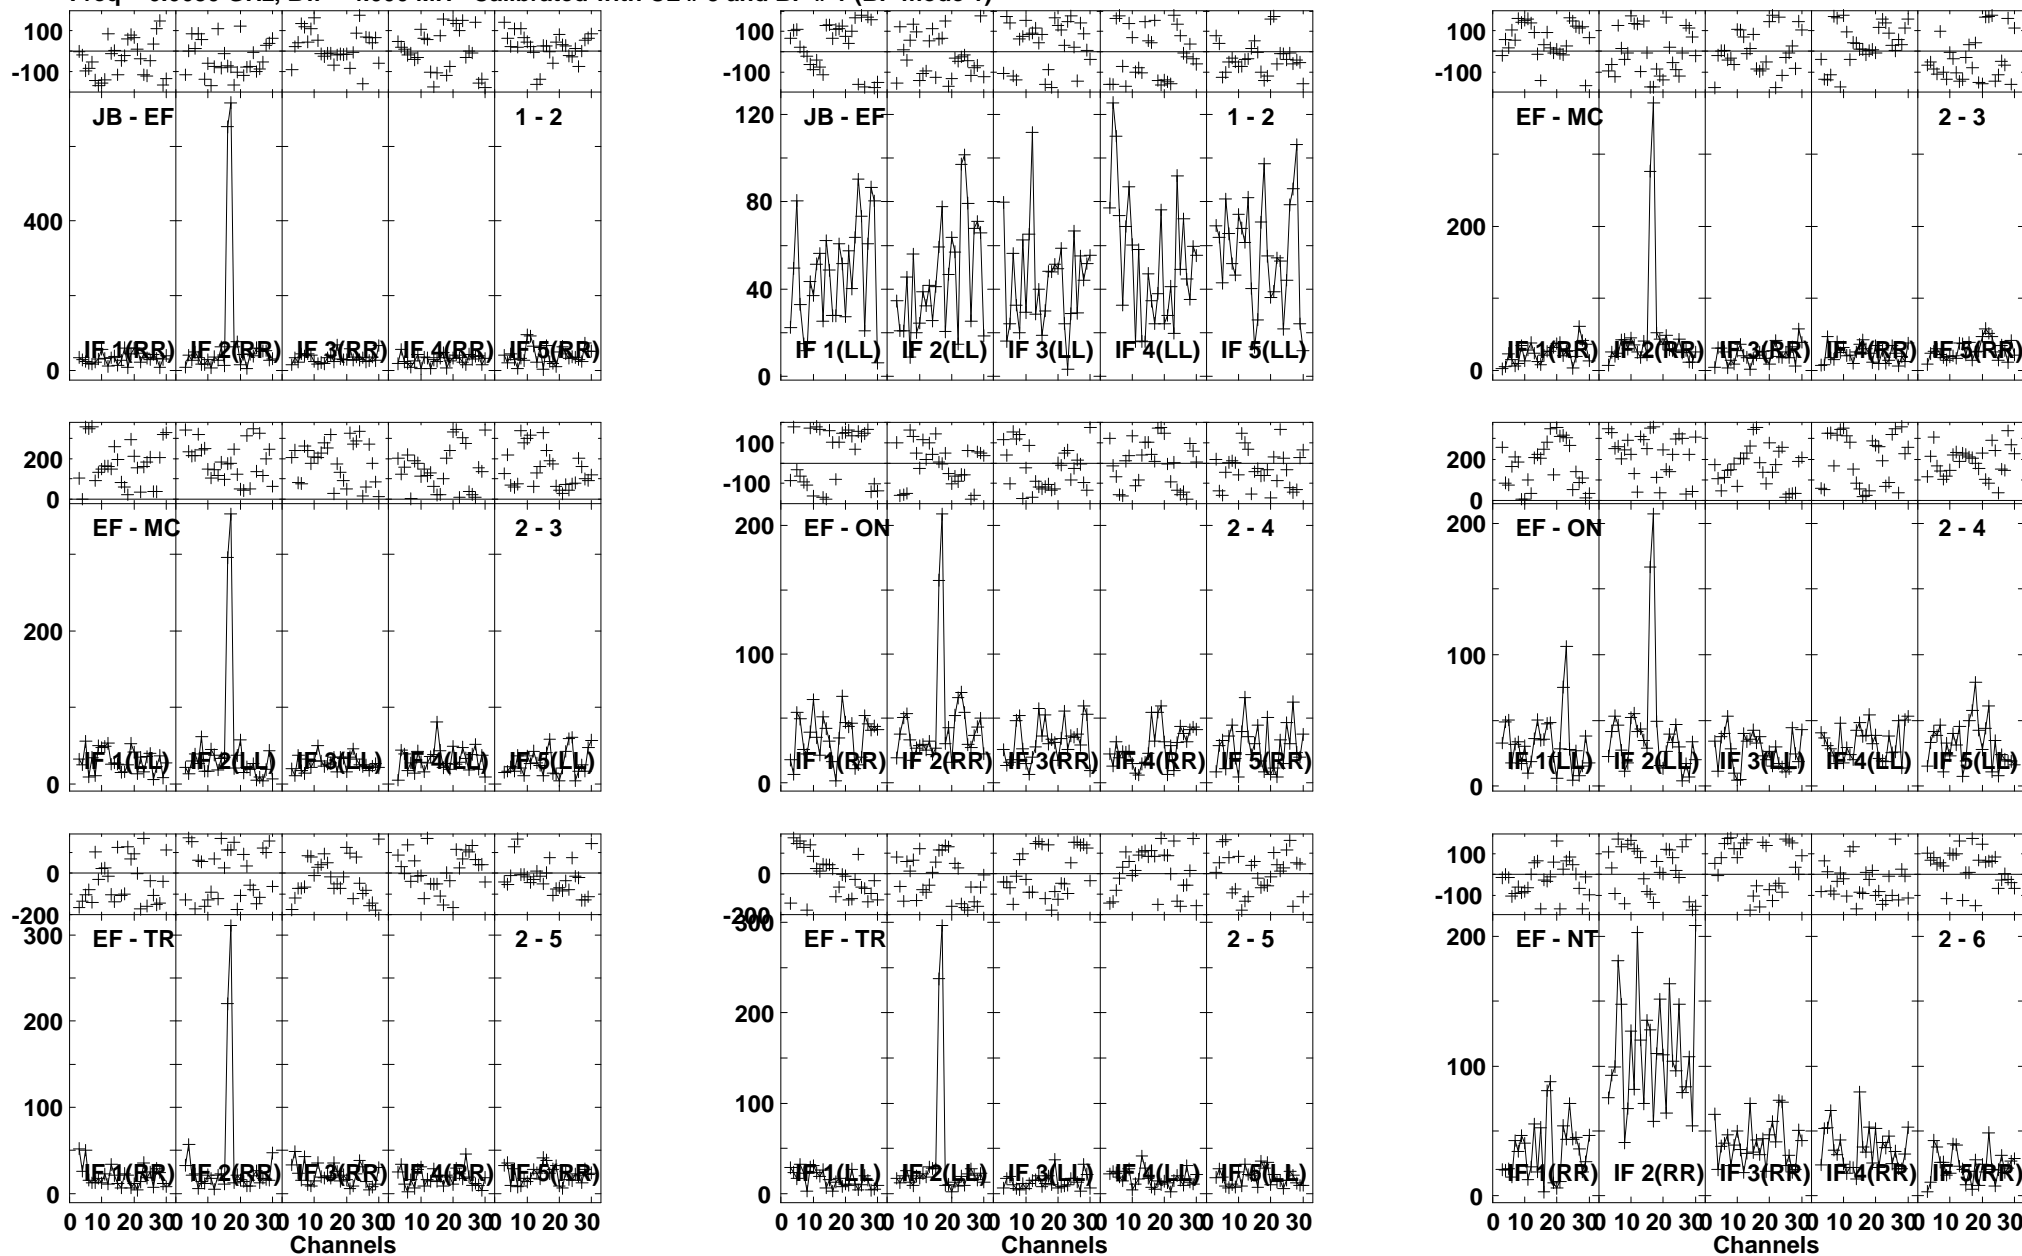 100
-100
JB - EF
1 - 2
400
0
IF 1(RR) IF 2(RR) IF 3(RR) IF 4(RR) IF 5(RR)
100
-100
JB - EF
1 - 2
120
80
40
0
IF 1(LL) IF 2(LL) IF 3(LL) IF 4(LL) IF 5(LL)
100
-100
EF - MC
2 - 3
200
0
IF 1(RR) IF 2(RR) IF 3(RR) IF 4(RR) IF 5(RR)
200
0
EF - MC
2 - 3
200
0
IF 1(LL) IF 2(LL) IF 3(LL) IF 4(LL) IF 5(LL)
100
-100
EF - ON
2 - 4
200
100
0
IF 1(RR) IF 2(RR) IF 3(RR) IF 4(RR) IF 5(RR)
200
0
EF - ON
2 - 4
200
100
0
IF 1(LL) IF 2(LL) IF 3(LL) IF 4(LL) IF 5(LL)
0
-200
EF - TR
2 - 5
300
200
100
0
IF 1(RR) IF 2(RR) IF 3(RR) IF 4(RR) IF 5(RR)
0 10 20 30 0 10 20 30 0 10 20 30 0 10 20 30 0 10 20 30
Channels
0
-200
EF - TR
2 - 5
300
200
100
0
IF 1(LL) IF 2(LL) IF 3(LL) IF 4(LL) IF 5(LL)
0 10 20 30 0 10 20 30 0 10 20 30 0 10 20 30 0 10 20 30
Channels
100
-100
EF - NT
2 - 6
200
100
0
IF 1(RR) IF 2(RR) IF 3(RR) IF 4(RR) IF 5(RR)
0 10 20 30 0 10 20 30 0 10 20 30 0 10 20 30 0 10 20 30
Channels